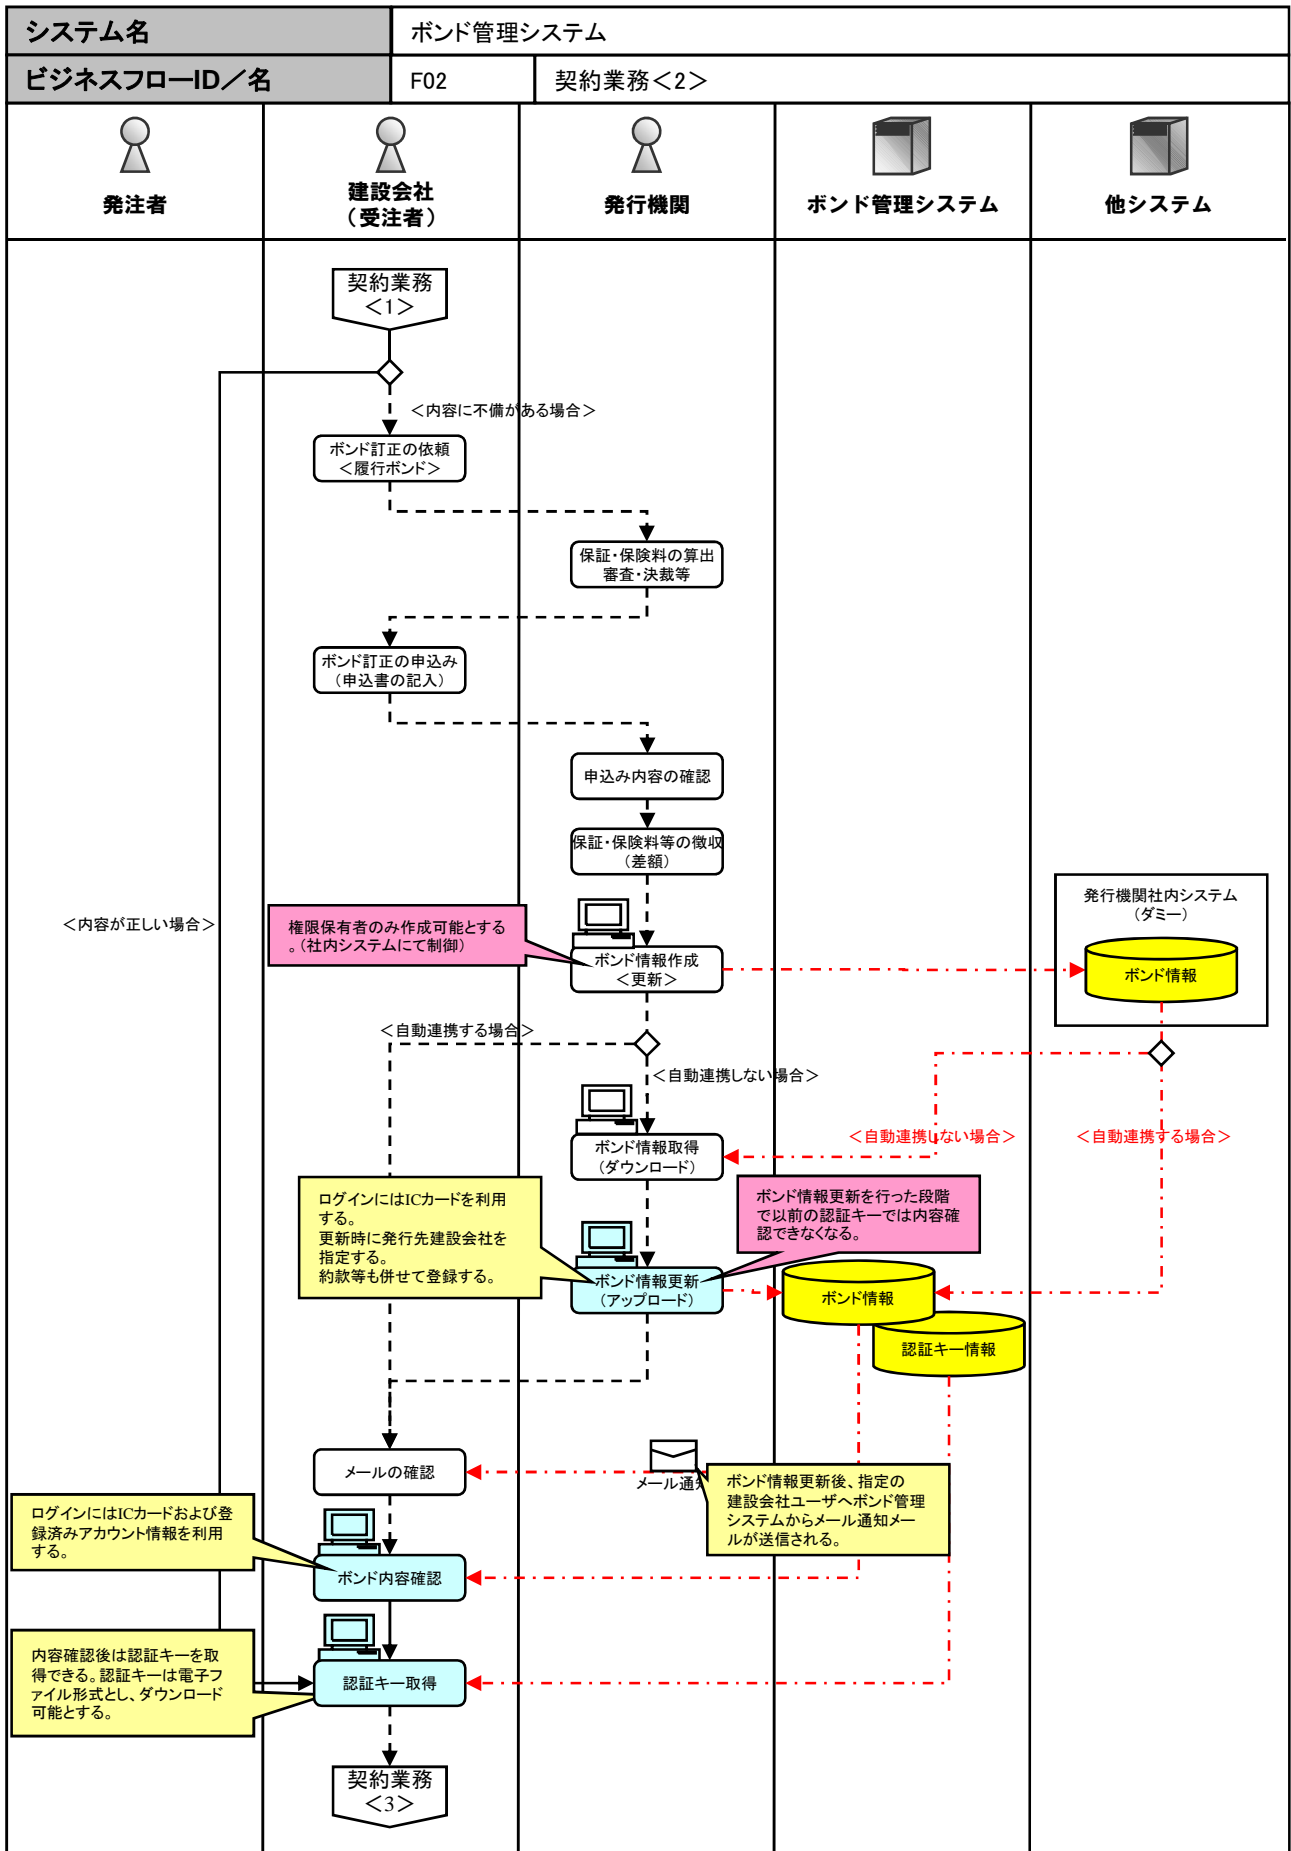 システム名
ボンド管理システム
ビジネスフローID／名
F02
契約業務＜2＞
発注者
建設会社
（受注者）
発行機関
ボンド管理システム
他システム
契約業務
＜1＞
＜内容に不備がある場合＞
ボンド訂正の依頼
＜履行ボンド＞
保証・保険料の算出
審査・決裁等
ボンド訂正の申込み
（申込書の記入）
申込み内容の確認
保証・保険料等の徴収
（差額）
＜内容が正しい場合＞
権限保有者のみ作成可能とする
。（社内システムにて制御）
ボンド情報作成
＜更新＞
発行機関社内システム
（ダミー）
ボンド情報
＜自動連携する場合＞
＜自動連携しない場合＞
ボンド情報取得
（ダウンロード）
＜自動連携しない場合＞
＜自動連携する場合＞
ログインにはICカードを利用
する。
更新時に発行先建設会社を
指定する。
約款等も併せて登録する。
ボンド情報更新を行った段階
で以前の認証キーでは内容確
認できなくなる。
ボンド情報更新
（アップロード）
ボンド情報
認証キー情報
メールの確認
メール通
ボンド情報更新後、指定の
建設会社ユーザへボンド管理
システムからメール通知メー
ルが送信される。
ログインにはICカードおよび登
録済みアカウント情報を利用
する。
ボンド内容確認
内容確認後は認証キーを取
得できる。認証キーは電子フ
ァイル形式とし、ダウンロード
可能とする。
認証キー取得
契約業務
＜3＞